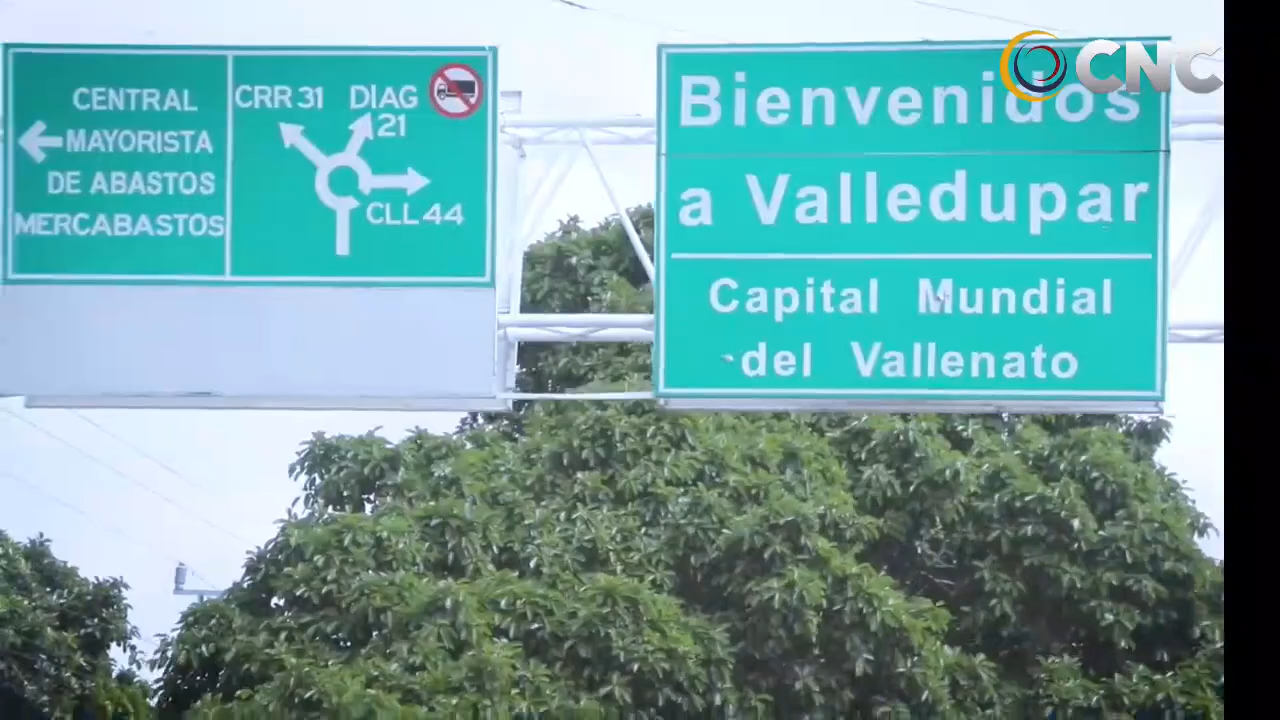 CENTRAL
MAYORISTA
DE ABASTOS
MERCABASTOS
CRR 31 DIAG
21
CLL 44
Bienvenidos
a Valledupar
Capital Mundial
del Vallenato
CNC